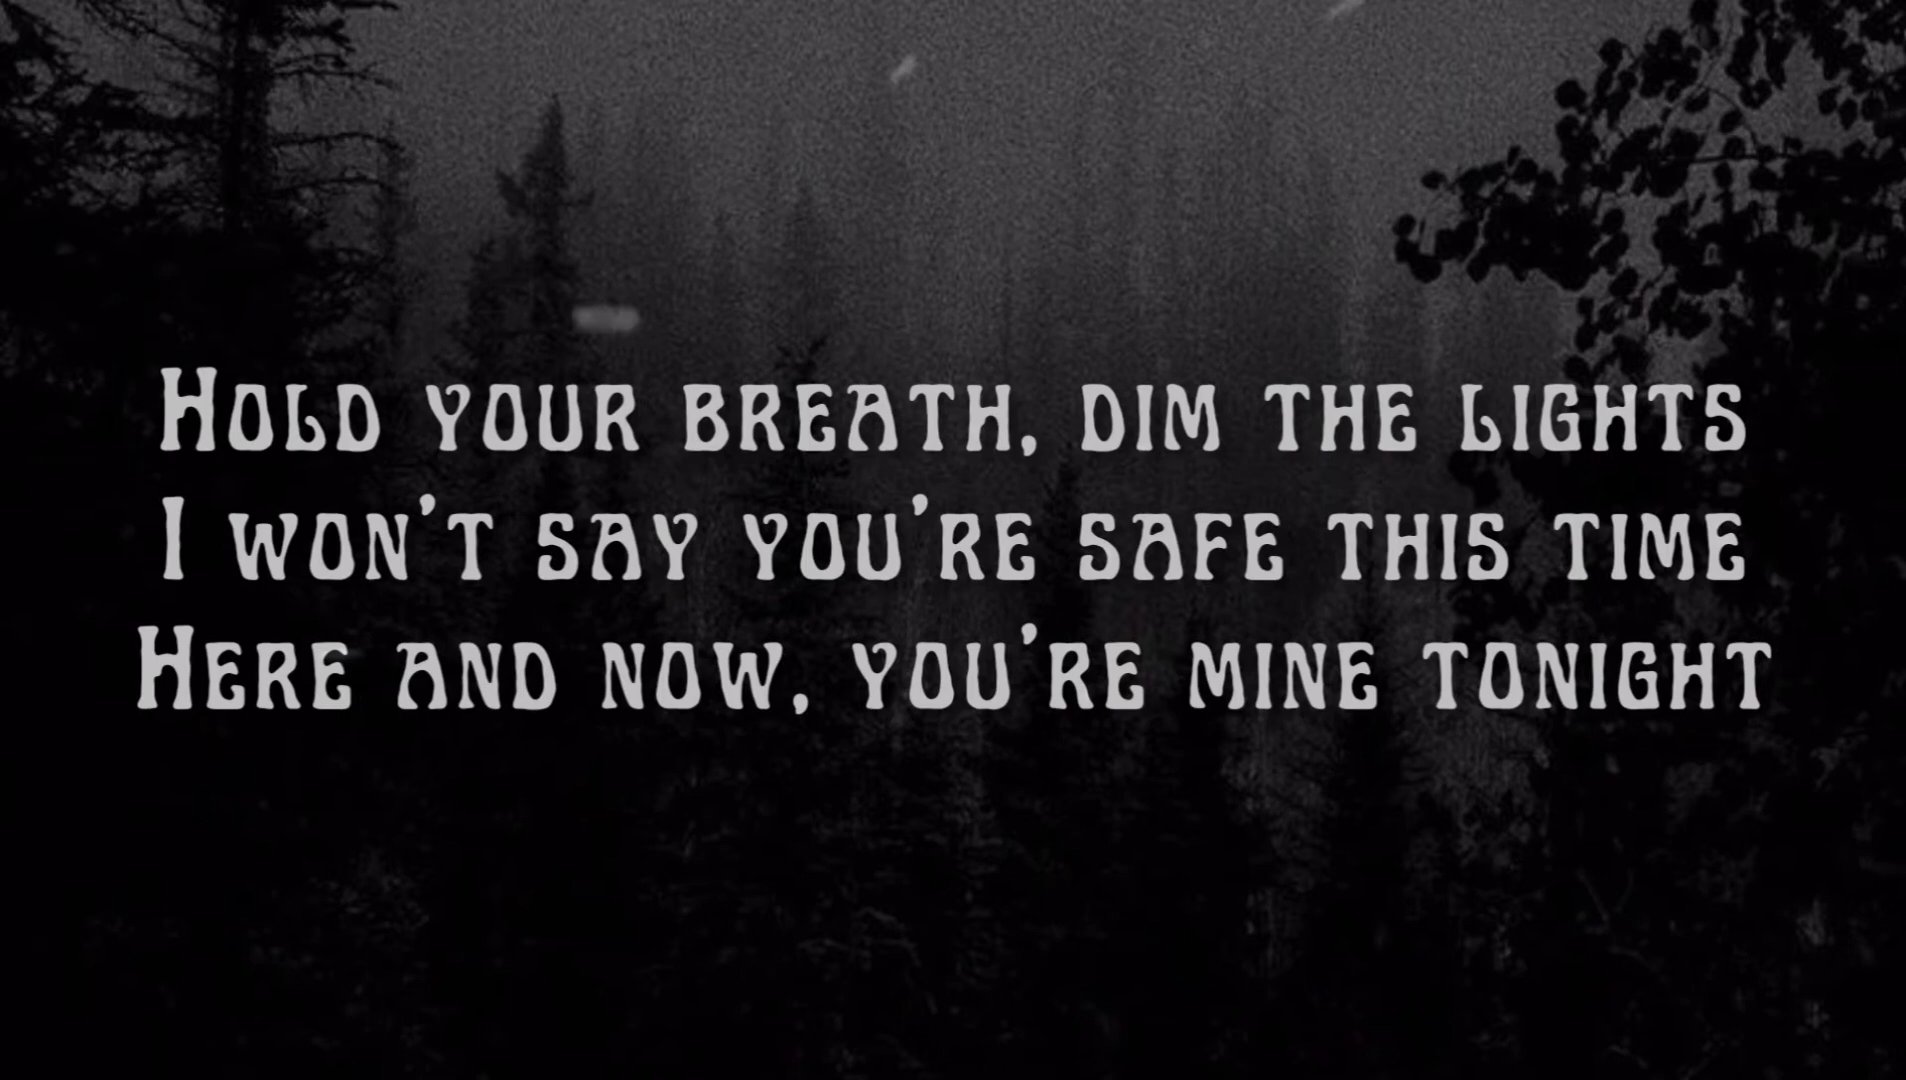 Hold your breath, dim the lights
I won't say you're safe this time
Here and now, you're mine tonight